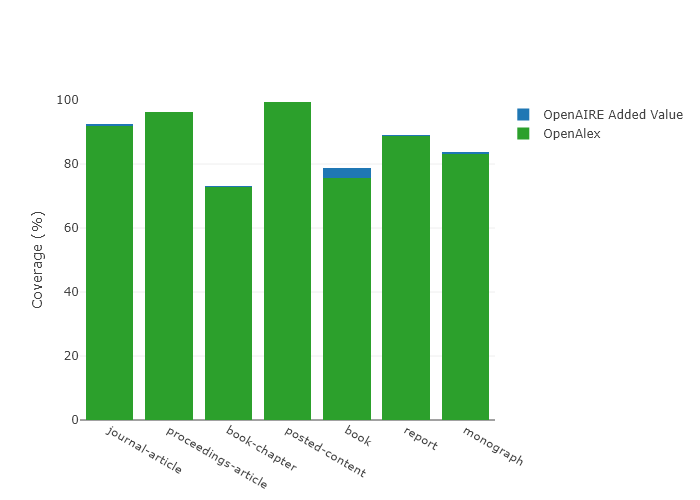 100
80
60
40
20
0
Coverage (%)
journal-article
proceedings-article
book-chapter
posted-content
book
report
monograph
OpenAIRE Added Value
OpenAlex